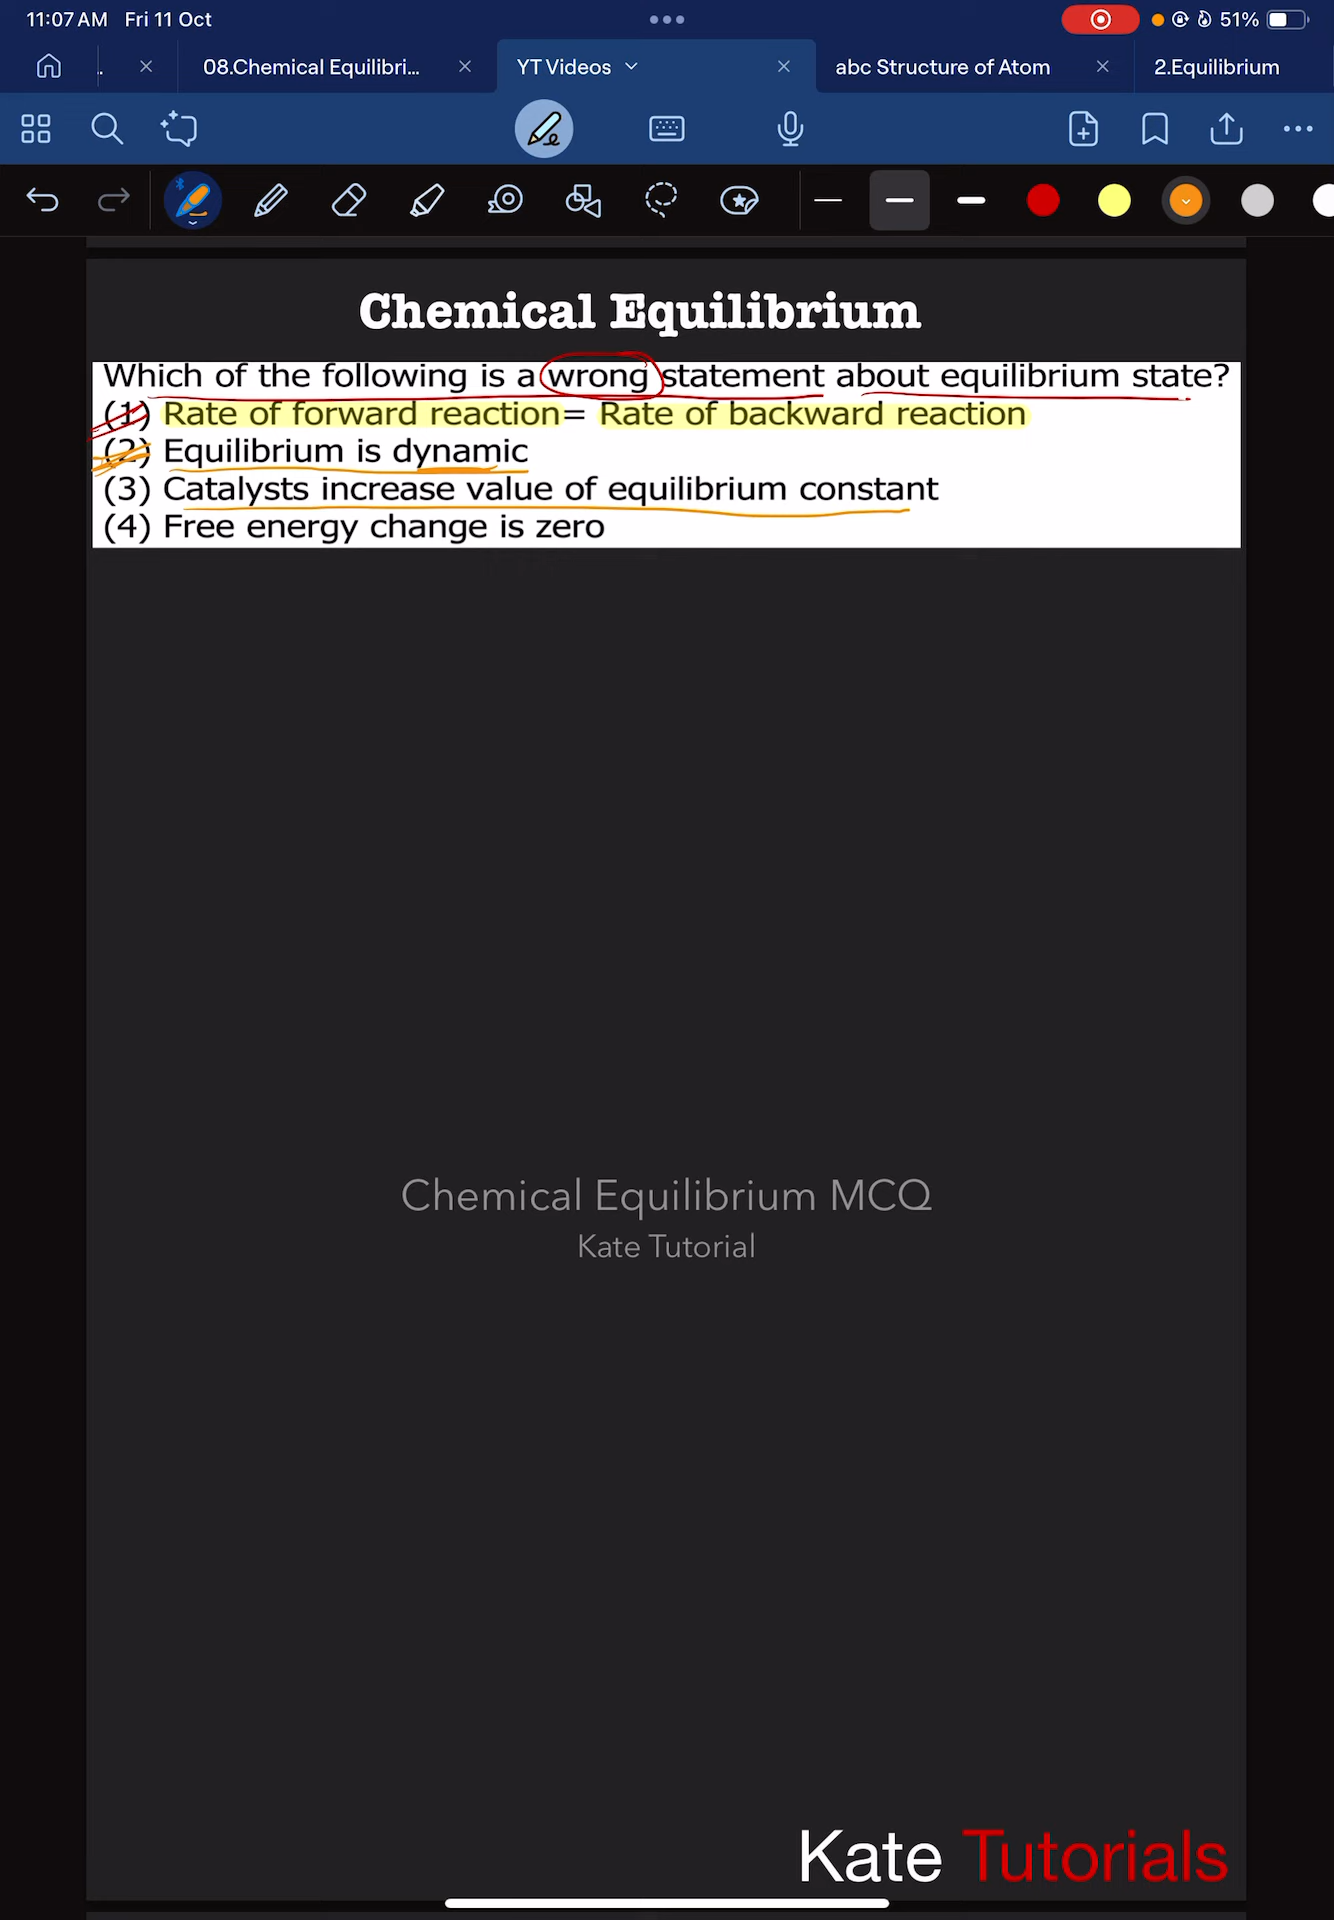 11:07 AM Fri 11 Oct
51%
. 08.Chemical Equilibri... YT Videos abc Structure of Atom 2.Equilibrium
Chemical Equilibrium
Which of the following is a wrong statement about equilibrium state?
(1) Rate of forward reaction= Rate of backward reaction
(2) Equilibrium is dynamic
(3) Catalysts increase value of equilibrium constant
(4) Free energy change is zero
Chemical Equilibrium MCQ
Kate Tutorial
Kate Tutorials